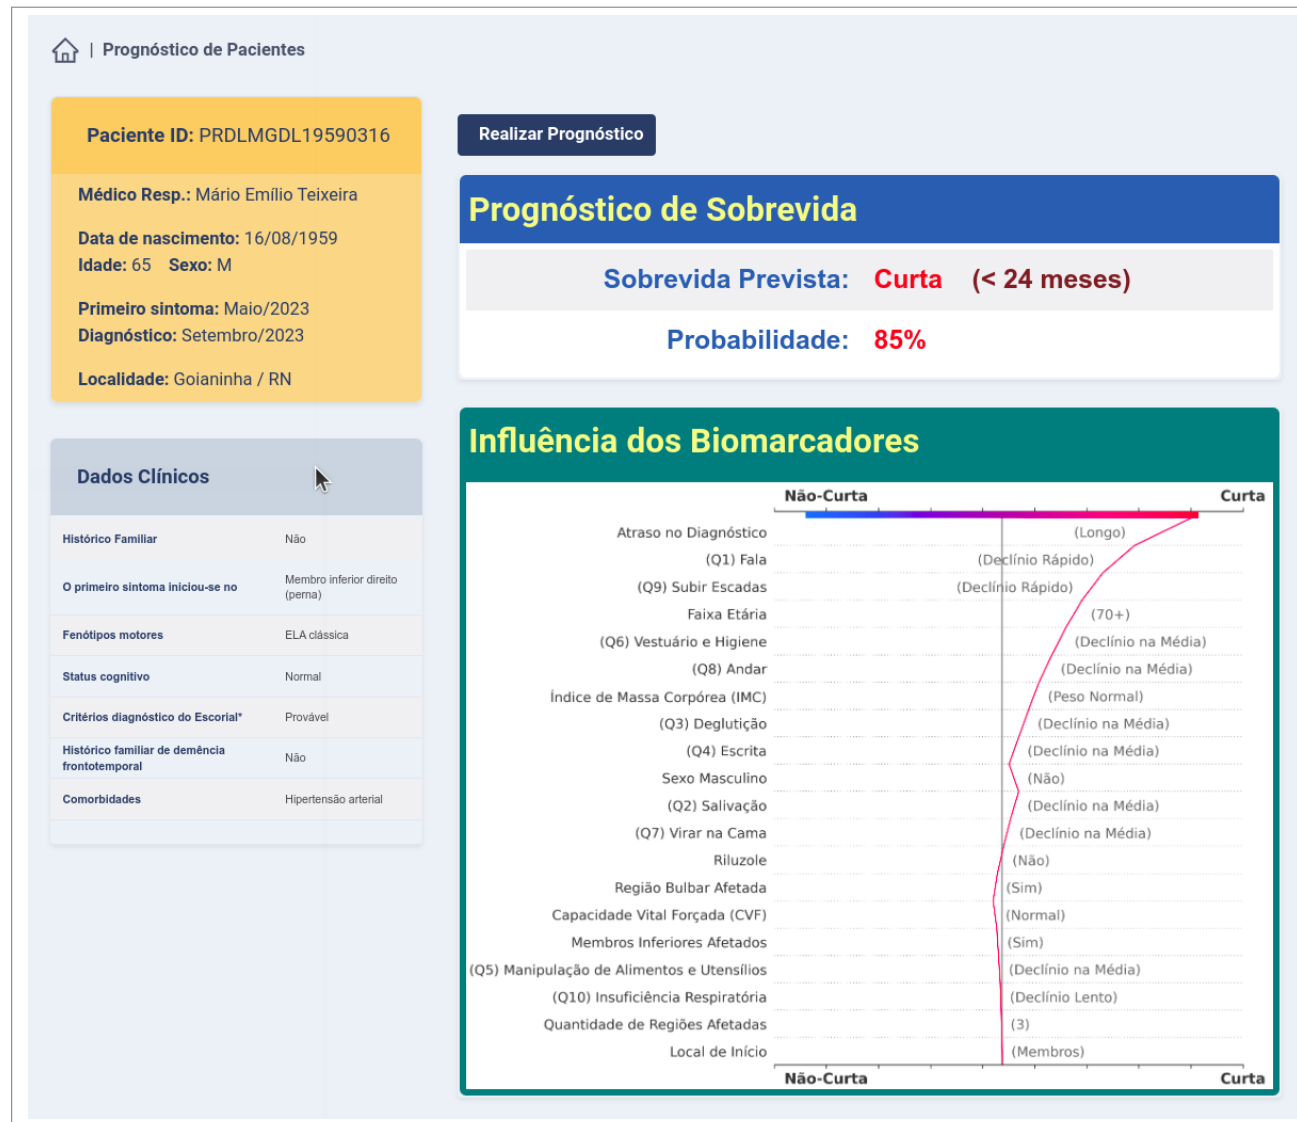 | Prognóstico de Pacientes
Paciente ID: PRDLMGDL19590316
Médico Resp.: Mário Emílio Teixeira
Data de nascimento: 16/08/1959
Idade: 65 Sexo: M
Primeiro sintoma: Maio/2023
Diagnóstico: Setembro/2023
Localidade: Goianinha / RN
Dados Clínicos
Histórico Familiar Não
O primeiro sintoma iniciou-se no Membro inferior direito
(perna)
Fenótipos motores ELA clássica
Status cognitivo Normal
Critérios diagnóstico do Escorial* Provável
Histórico familiar de demência
frontotemporal Não
Comorbidades Hipertensão arterial
Realizar Prognóstico
Prognóstico de Sobrevida
Sobrevida Prevista: Curta (< 24 meses)
Probabilidade: 85%
Influência dos Biomarcadores
Não-Curta Curta
Atraso no Diagnóstico (Longo)
(Q1) Fala (Declínio Rápido)
(Q9) Subir Escadas (Declínio Rápido)
Faixa Etária (70+)
(Q6) Vestuário e Higiene (Declínio na Média)
(Q8) Andar (Declínio na Média)
Índice de Massa Corpórea (IMC) (Peso Normal)
(Q3) Deglutição (Declínio na Média)
(Q4) Escrita (Declínio na Média)
Sexo Masculino (Não)
(Q2) Salivação (Declínio na Média)
(Q7) Virar na Cama (Declínio na Média)
Riluzole (Não)
Região Bulbar Afetada (Sim)
Capacidade Vital Forçada (CVF) (Normal)
Membros Inferiores Afetados (Sim)
(Q5) Manipulação de Alimentos e Utensílios (Declínio na Média)
(Q10) Insuficiência Respiratória (Declínio Lento)
Quantidade de Regiões Afetadas (3)
Local de Início (Membros)
Não-Curta Curta